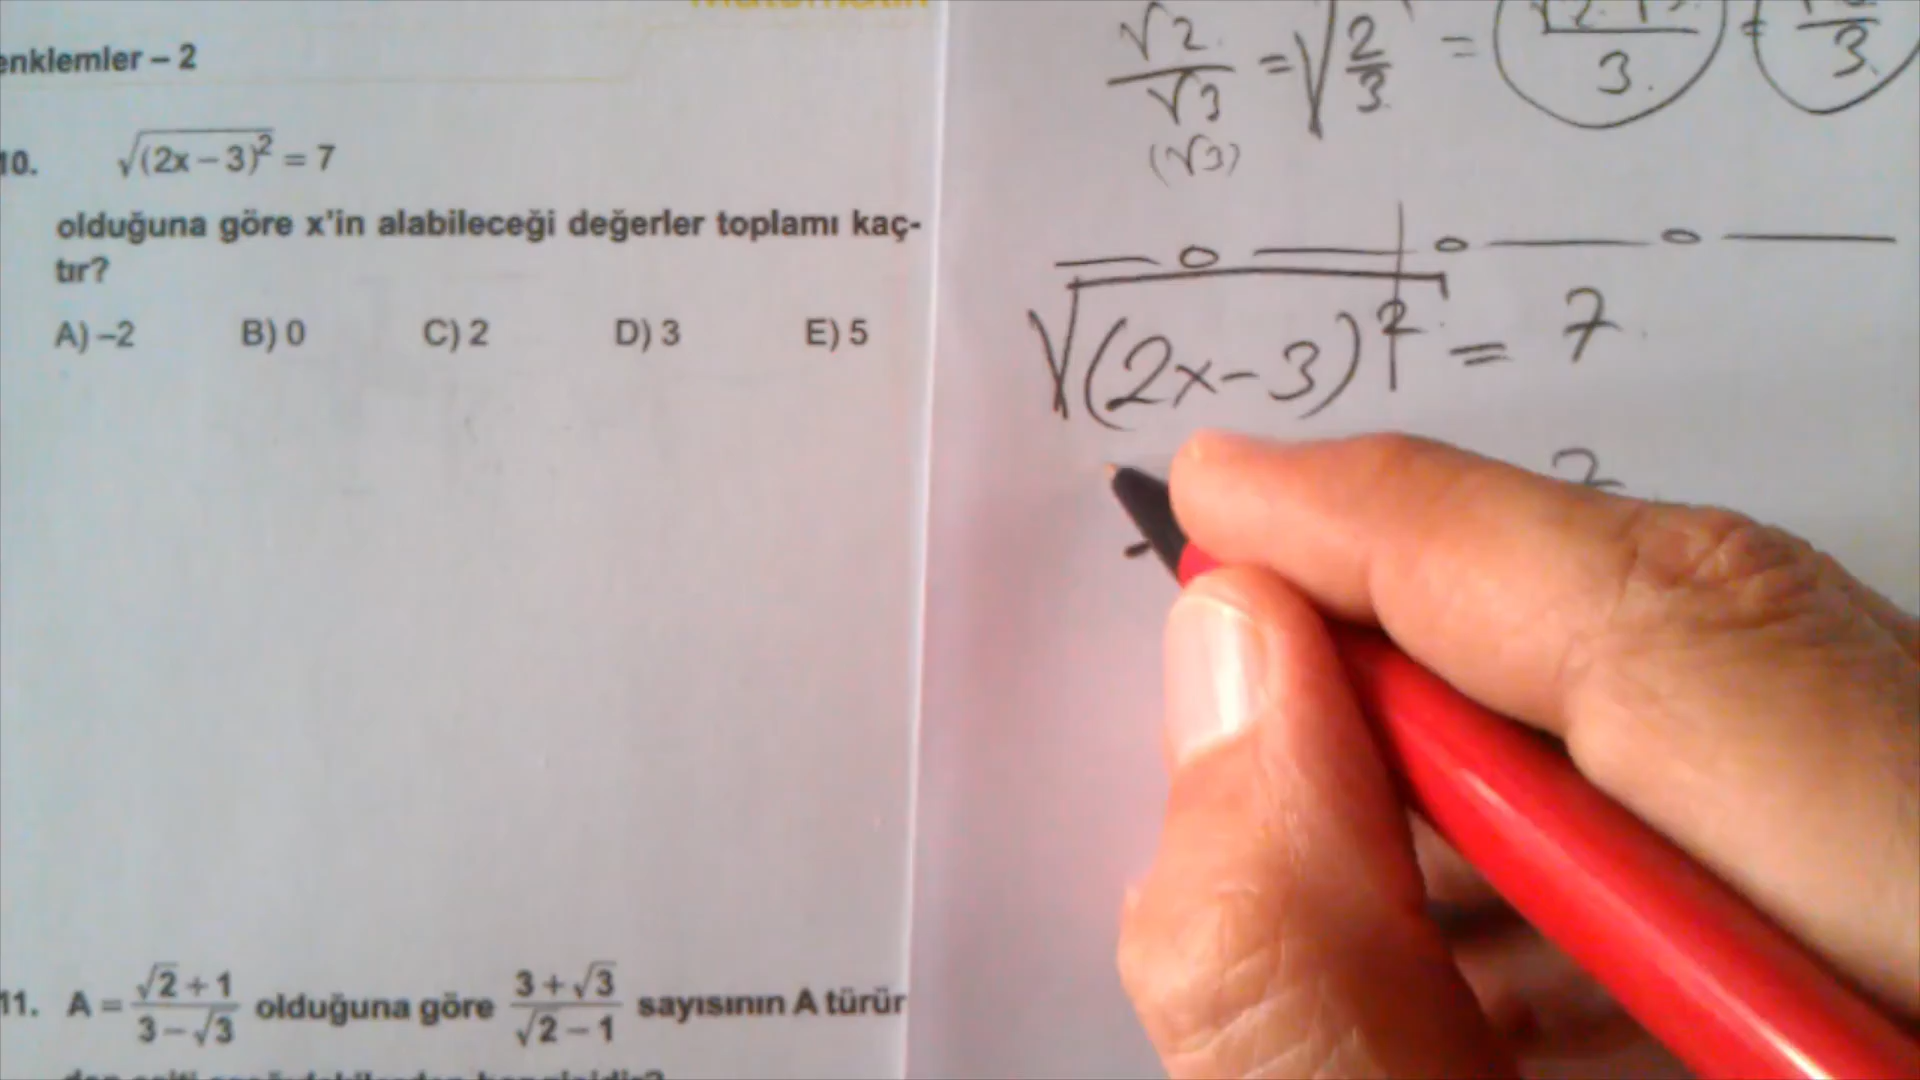 enklemler – 2
10. √(2x – 3)² = 7
olduğuna göre x'in alabileceği değerler toplamı kaç-
tır?
A) –2 B) 0 C) 2 D) 3 E) 5
11. A = (√2 + 1)/(3 – √3) olduğuna göre (3 + √3)/(√2 – 1) sayısının A türür
√2/√3 = √2/3 =
3. 3.
(√3)
√(2x-3)² = 7